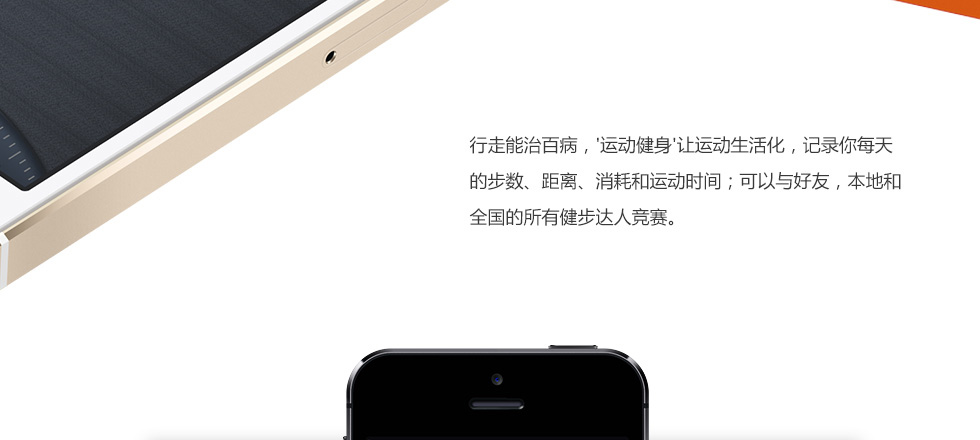 行走能治百病，'运动健身'让运动生活化，记录你每天
的步数、距离、消耗和运动时间；可以与好友，本地和
全国的所有健步达人竞赛。